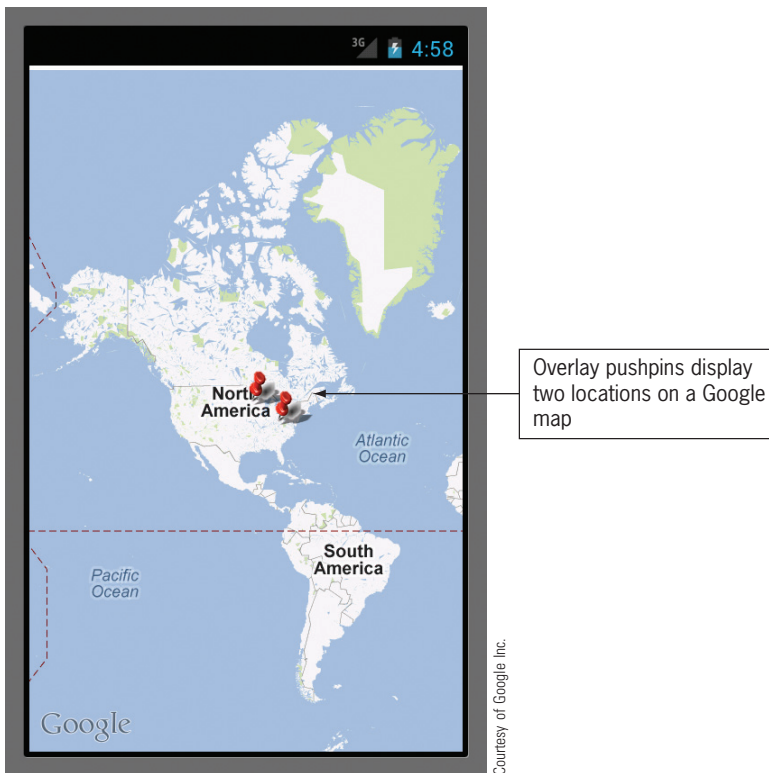 3G 4:58
North
America
Atlantic
Ocean
South
America
Pacific
Ocean
Google
Overlay pushpins display
two locations on a Google
map
Courtesy of Google Inc.